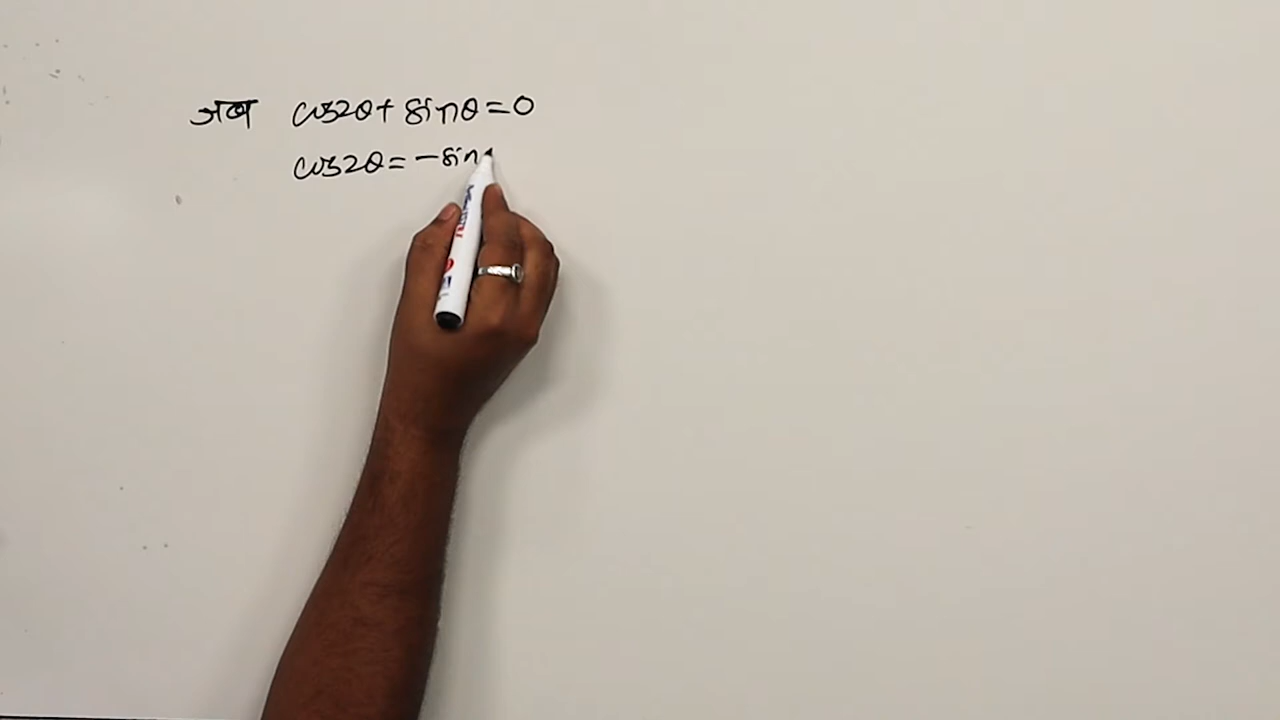 अब cos2θ + sinθ = 0
cos2θ = -sin